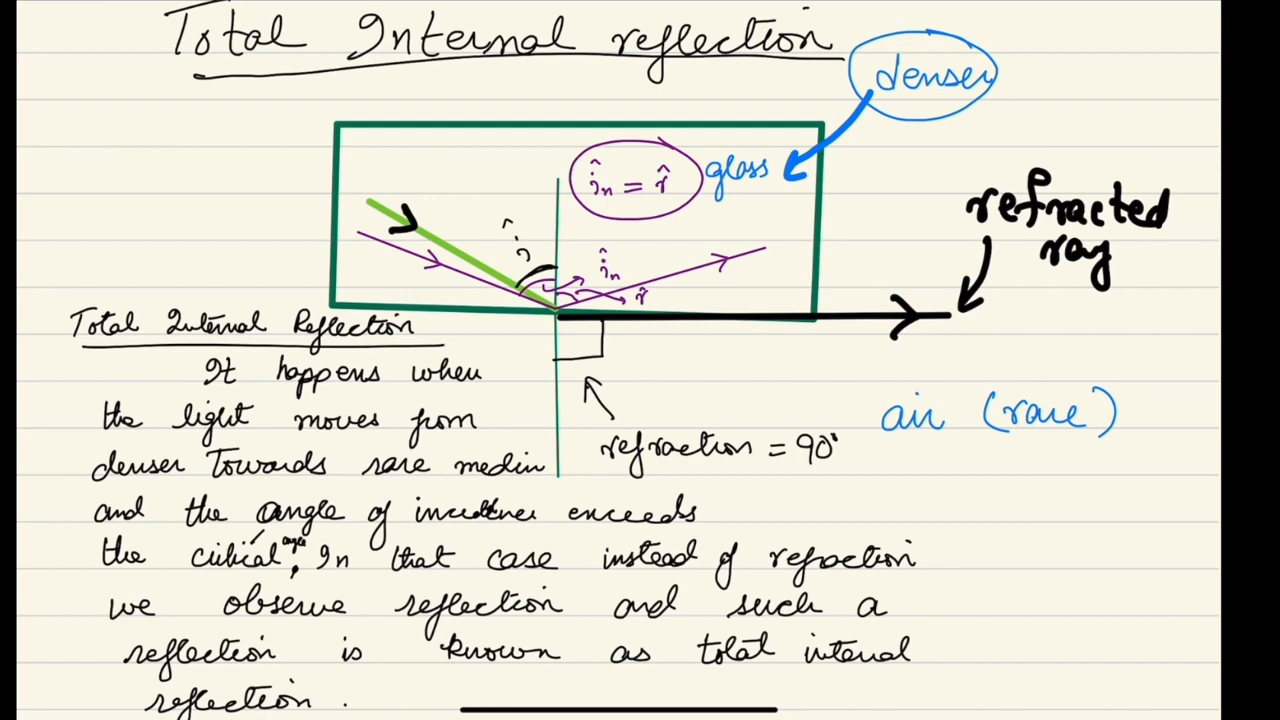 Total Internal reflection
denser
îₙ = r̂
glass
refracted
ray
î
îₙ
r̂
Total Internal Reflection
It happens when
the light moves from
denser Towards rare
and the angle of exceeds
the critical angle. In that case instead of refraction
we observe reflection and such a
reflection is known as total internal
reflection.
refraction = 90°
air (rare)